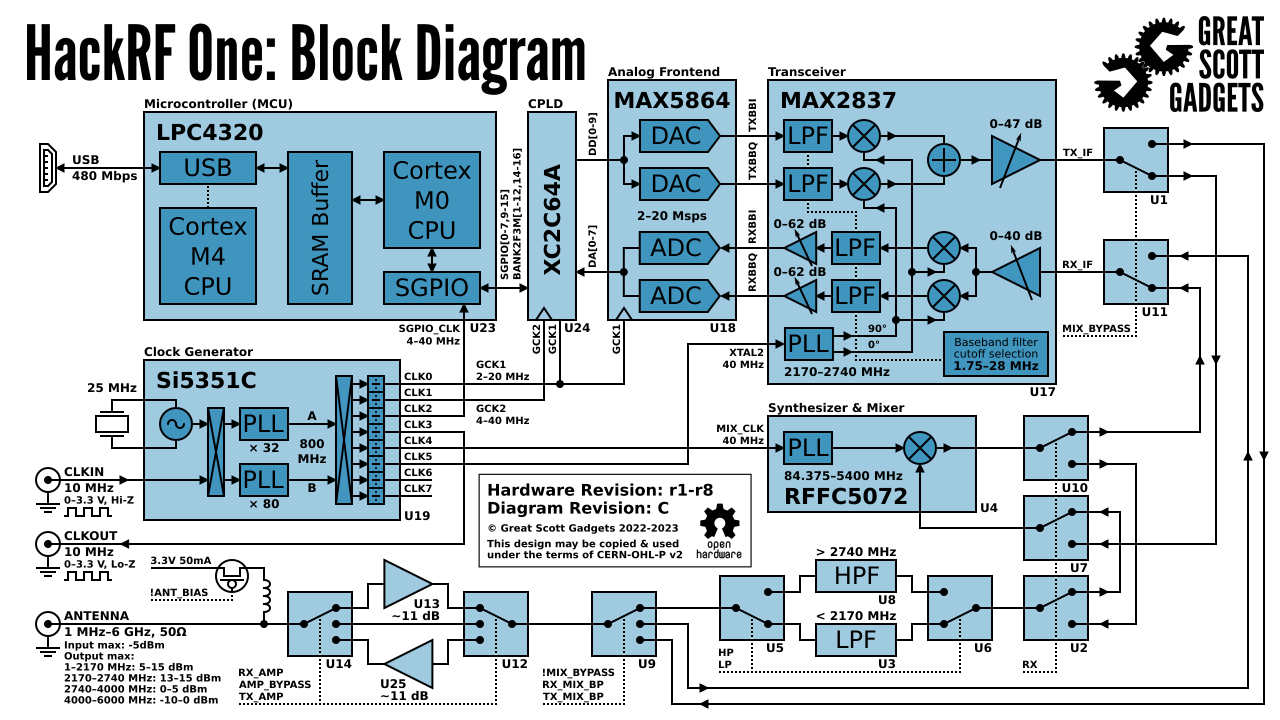 HackRF One: Block Diagram
GREAT
SCOTT
GADGETS
Microcontroller (MCU)
LPC4320
USB
480 Mbps
USB
SRAM Buffer
Cortex
M0
CPU
Cortex
M4
CPU
SGPIO
U23
SGPIO[0-7,9-15]
BANK2F3M[1-12,14-16]
SGPIO_CLK
4–40 MHz
CPLD
XC2C64A
U24
GCK2
GCK1
DD[0-9]
DA[0-7]
Analog Frontend
MAX5864
DAC
DAC
2–20 Msps
ADC
ADC
GCK1
U18
TXBBI
TXBBQ
RXBBI
RXBBQ
Transceiver
MAX2837
LPF
LPF
0–47 dB
0–62 dB
LPF
0–62 dB
LPF
0–40 dB
PLL
90°
0°
2170–2740 MHz
Baseband filter
cutoff selection
1.75–28 MHz
U17
XTAL2
40 MHz
TX_IF
U1
RX_IF
U11
MIX_BYPASS
Clock Generator
Si5351C
25 MHz
PLL
× 32
PLL
× 80
A
800
MHz
B
CLK0
CLK1
CLK2
CLK3
CLK4
CLK5
CLK6
CLK7
U19
GCK1
2–20 MHz
GCK2
4–40 MHz
CLKIN
10 MHz
0–3.3 V, Hi-Z
CLKOUT
10 MHz
0–3.3 V, Lo-Z
MIX_CLK
40 MHz
Synthesizer & Mixer
PLL
84.375–5400 MHz
RFFC5072
U4
U10
U7
U2
RX
Hardware Revision: r1-r8
Diagram Revision: C
© Great Scott Gadgets 2022-2023
This design may be copied & used
under the terms of CERN-OHL-P v2
open
hardware
3.3V 50mA
!ANT_BIAS
ANTENNA
1 MHz–6 GHz, 50Ω
Input max: -5dBm
Output max:
1–2170 MHz: 5–15 dBm
2170–2740 MHz: 13–15 dBm
2740–4000 MHz: 0–5 dBm
4000–6000 MHz: -10–0 dBm
U14
RX_AMP
AMP_BYPASS
TX_AMP
U13
~11 dB
U25
~11 dB
U12
U9
!MIX_BYPASS
RX_MIX_BP
TX_MIX_BP
U5
HP
LP
> 2740 MHz
HPF
U8
< 2170 MHz
LPF
U3
U6